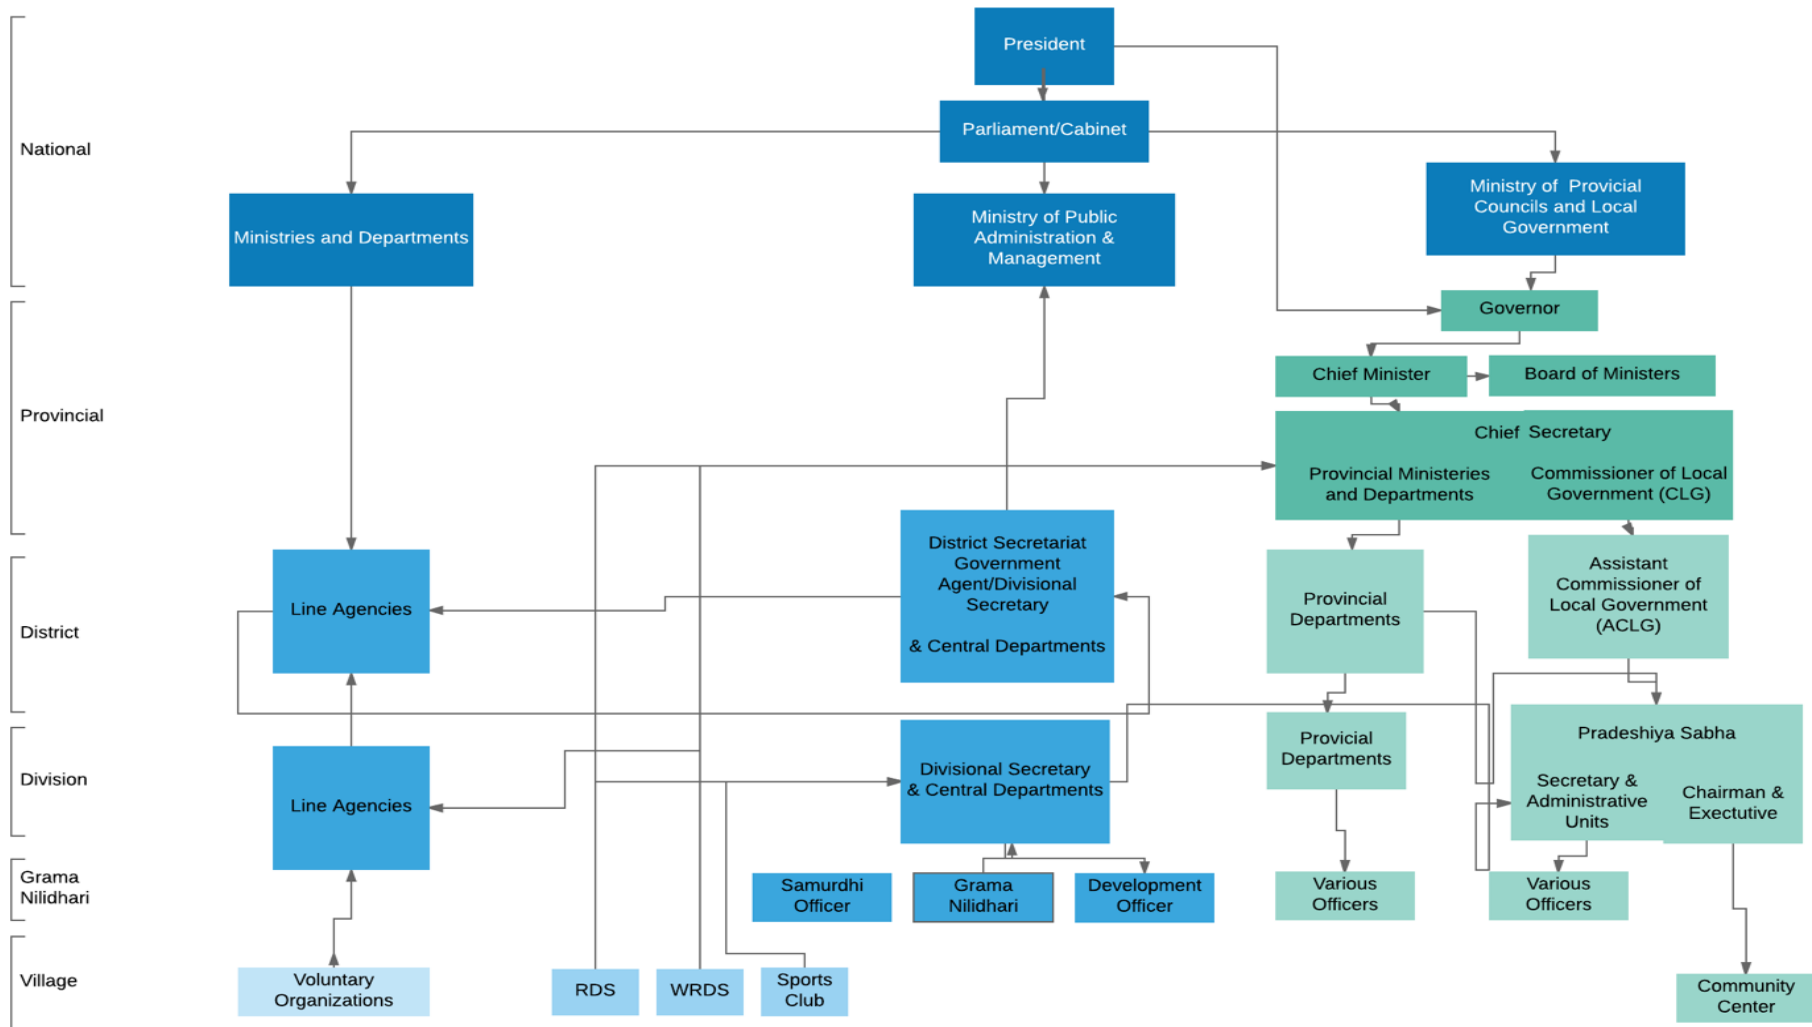 President
National
Parliament/Cabinet
Ministries and Departments
Ministry of Public
Administration &
Management
Ministry of Provicial
Councils and Local
Government
Provincial
Governor
Chief Minister
Board of Ministers
Chief Secretary
Provincial Ministeries
and Departments
Commissioner of Local
Government (CLG)
District
Line Agencies
District Secretariat
Government
Agent/Divisional
Secretary
& Central Departments
Provincial
Departments
Assistant
Commissioner of
Local Government
(ACLG)
Division
Line Agencies
Divisional Secretary
& Central Departments
Provicial
Departments
Pradeshiya Sabha
Secretary &
Administrative
Units
Chairman &
Exectutive
Grama
Nilidhari
Samurdhi
Officer
Grama
Nilidhari
Development
Officer
Various
Officers
Various
Officers
Village
Voluntary
Organizations
RDS
WRDS
Sports
Club
Community
Center